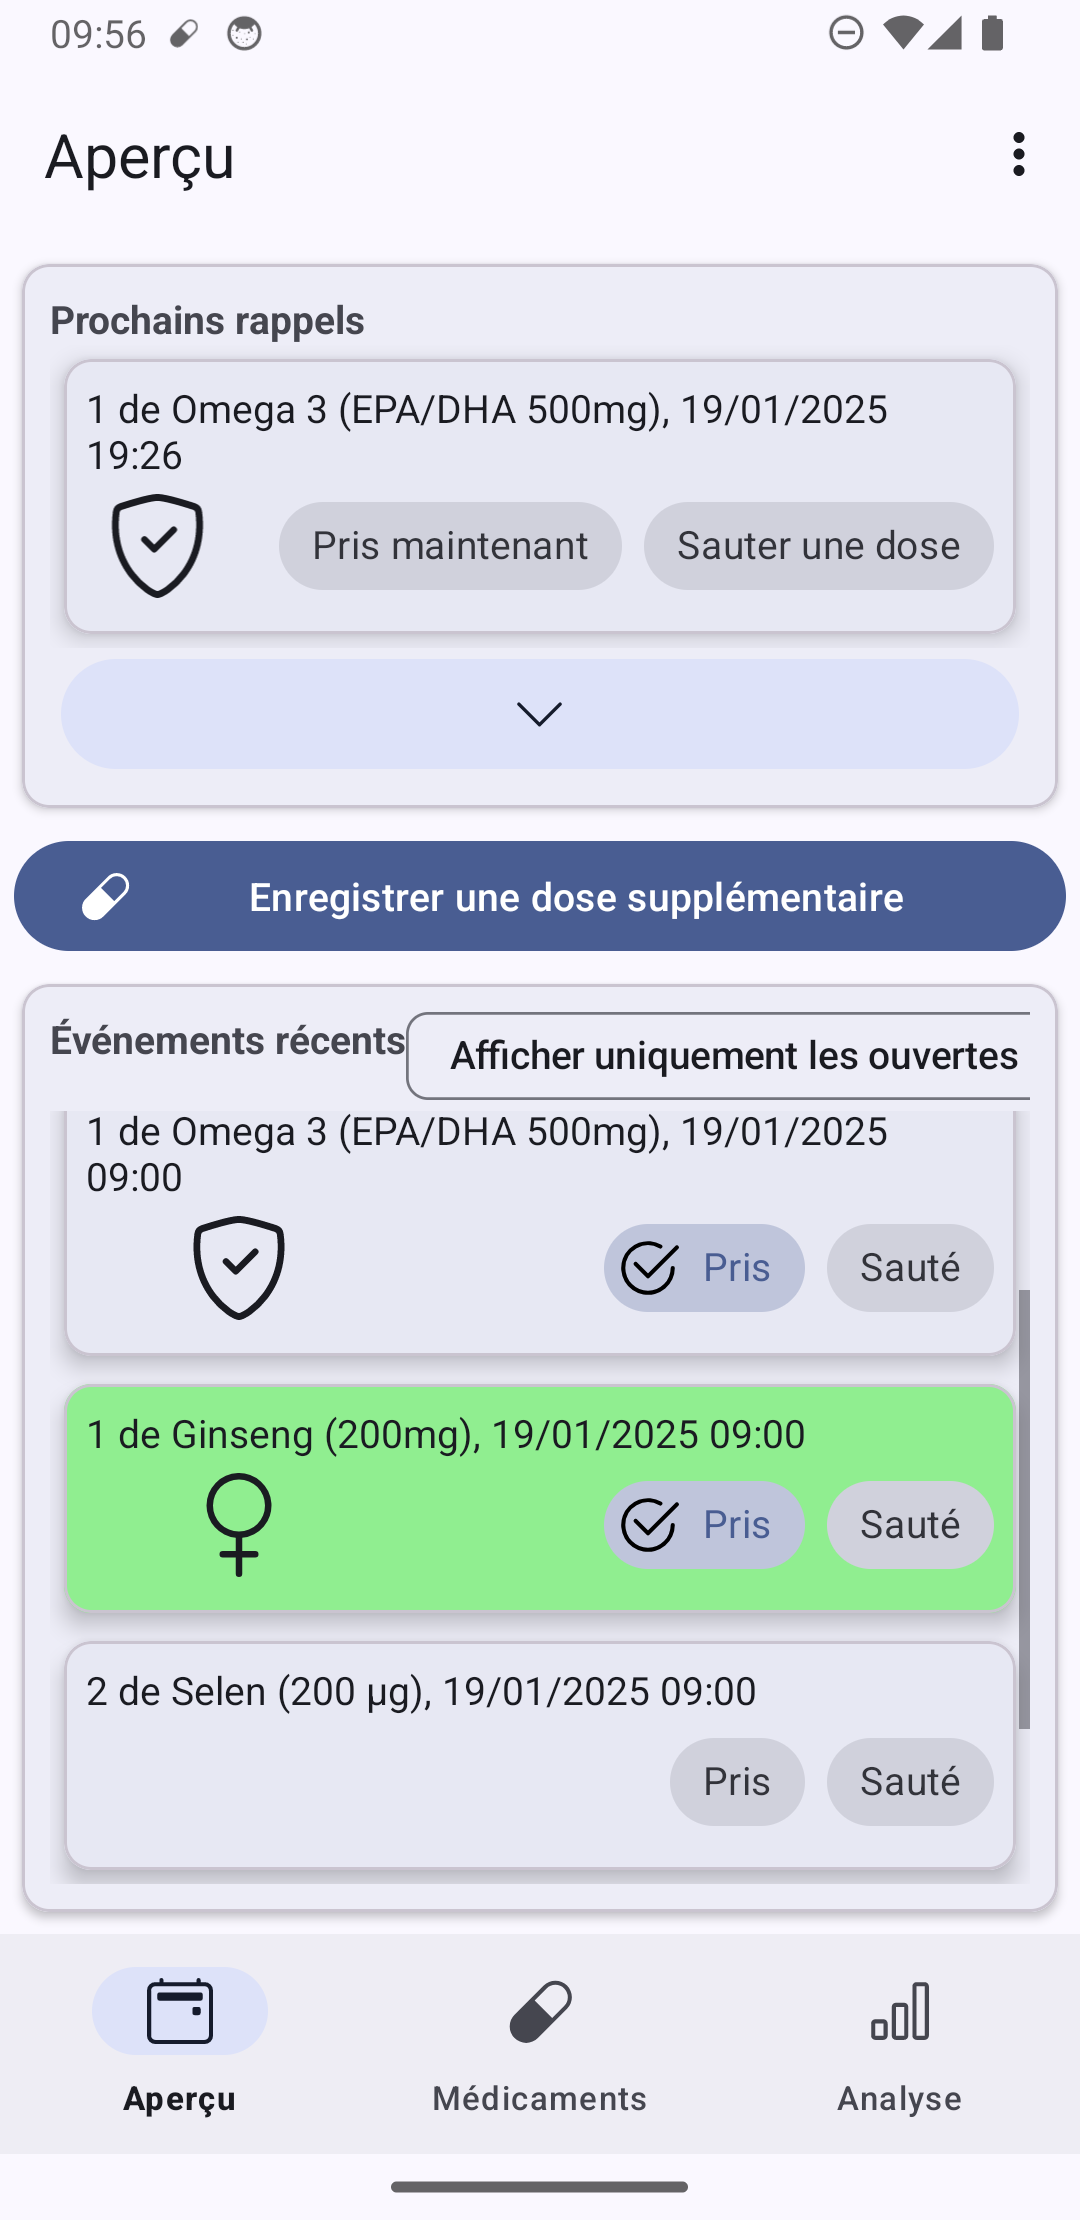 09:56
Aperçu
Prochains rappels
1 de Omega 3 (EPA/DHA 500mg), 19/01/2025
19:26
Pris maintenant
Sauter une dose
Enregistrer une dose supplémentaire
Événements récents
Afficher uniquement les ouvertes
1 de Omega 3 (EPA/DHA 500mg), 19/01/2025
09:00
Pris
Sauté
1 de Ginseng (200mg), 19/01/2025 09:00
Pris
Sauté
2 de Selen (200 µg), 19/01/2025 09:00
Pris
Sauté
Aperçu
Médicaments
Analyse